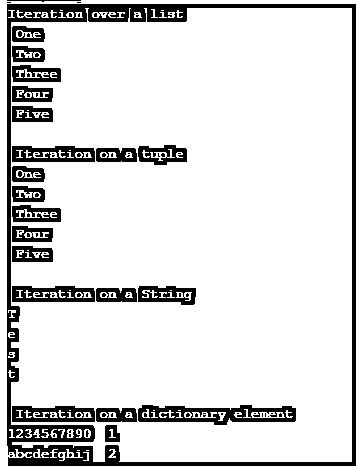 Iteration over a list
One
Two
Three
Four
Five
Iteration on a tuple
One
Two
Three
Four
Five
Iteration on a String
T
e
s
t
Iteration on a dictionary element
1234567890 1
abcdefghij 2